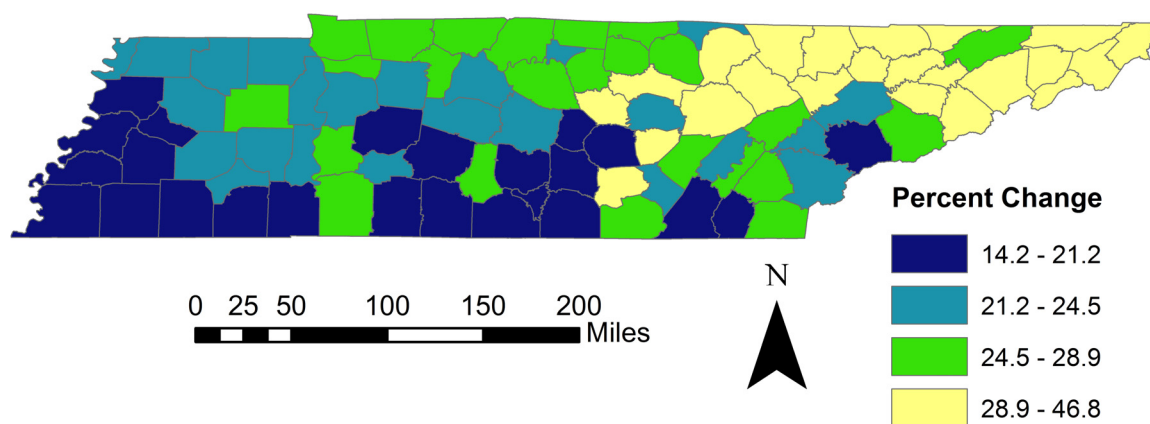 Percent Change
14.2 - 21.2
21.2 - 24.5
24.5 - 28.9
28.9 - 46.8
N
0 25 50 100 150 200
Miles